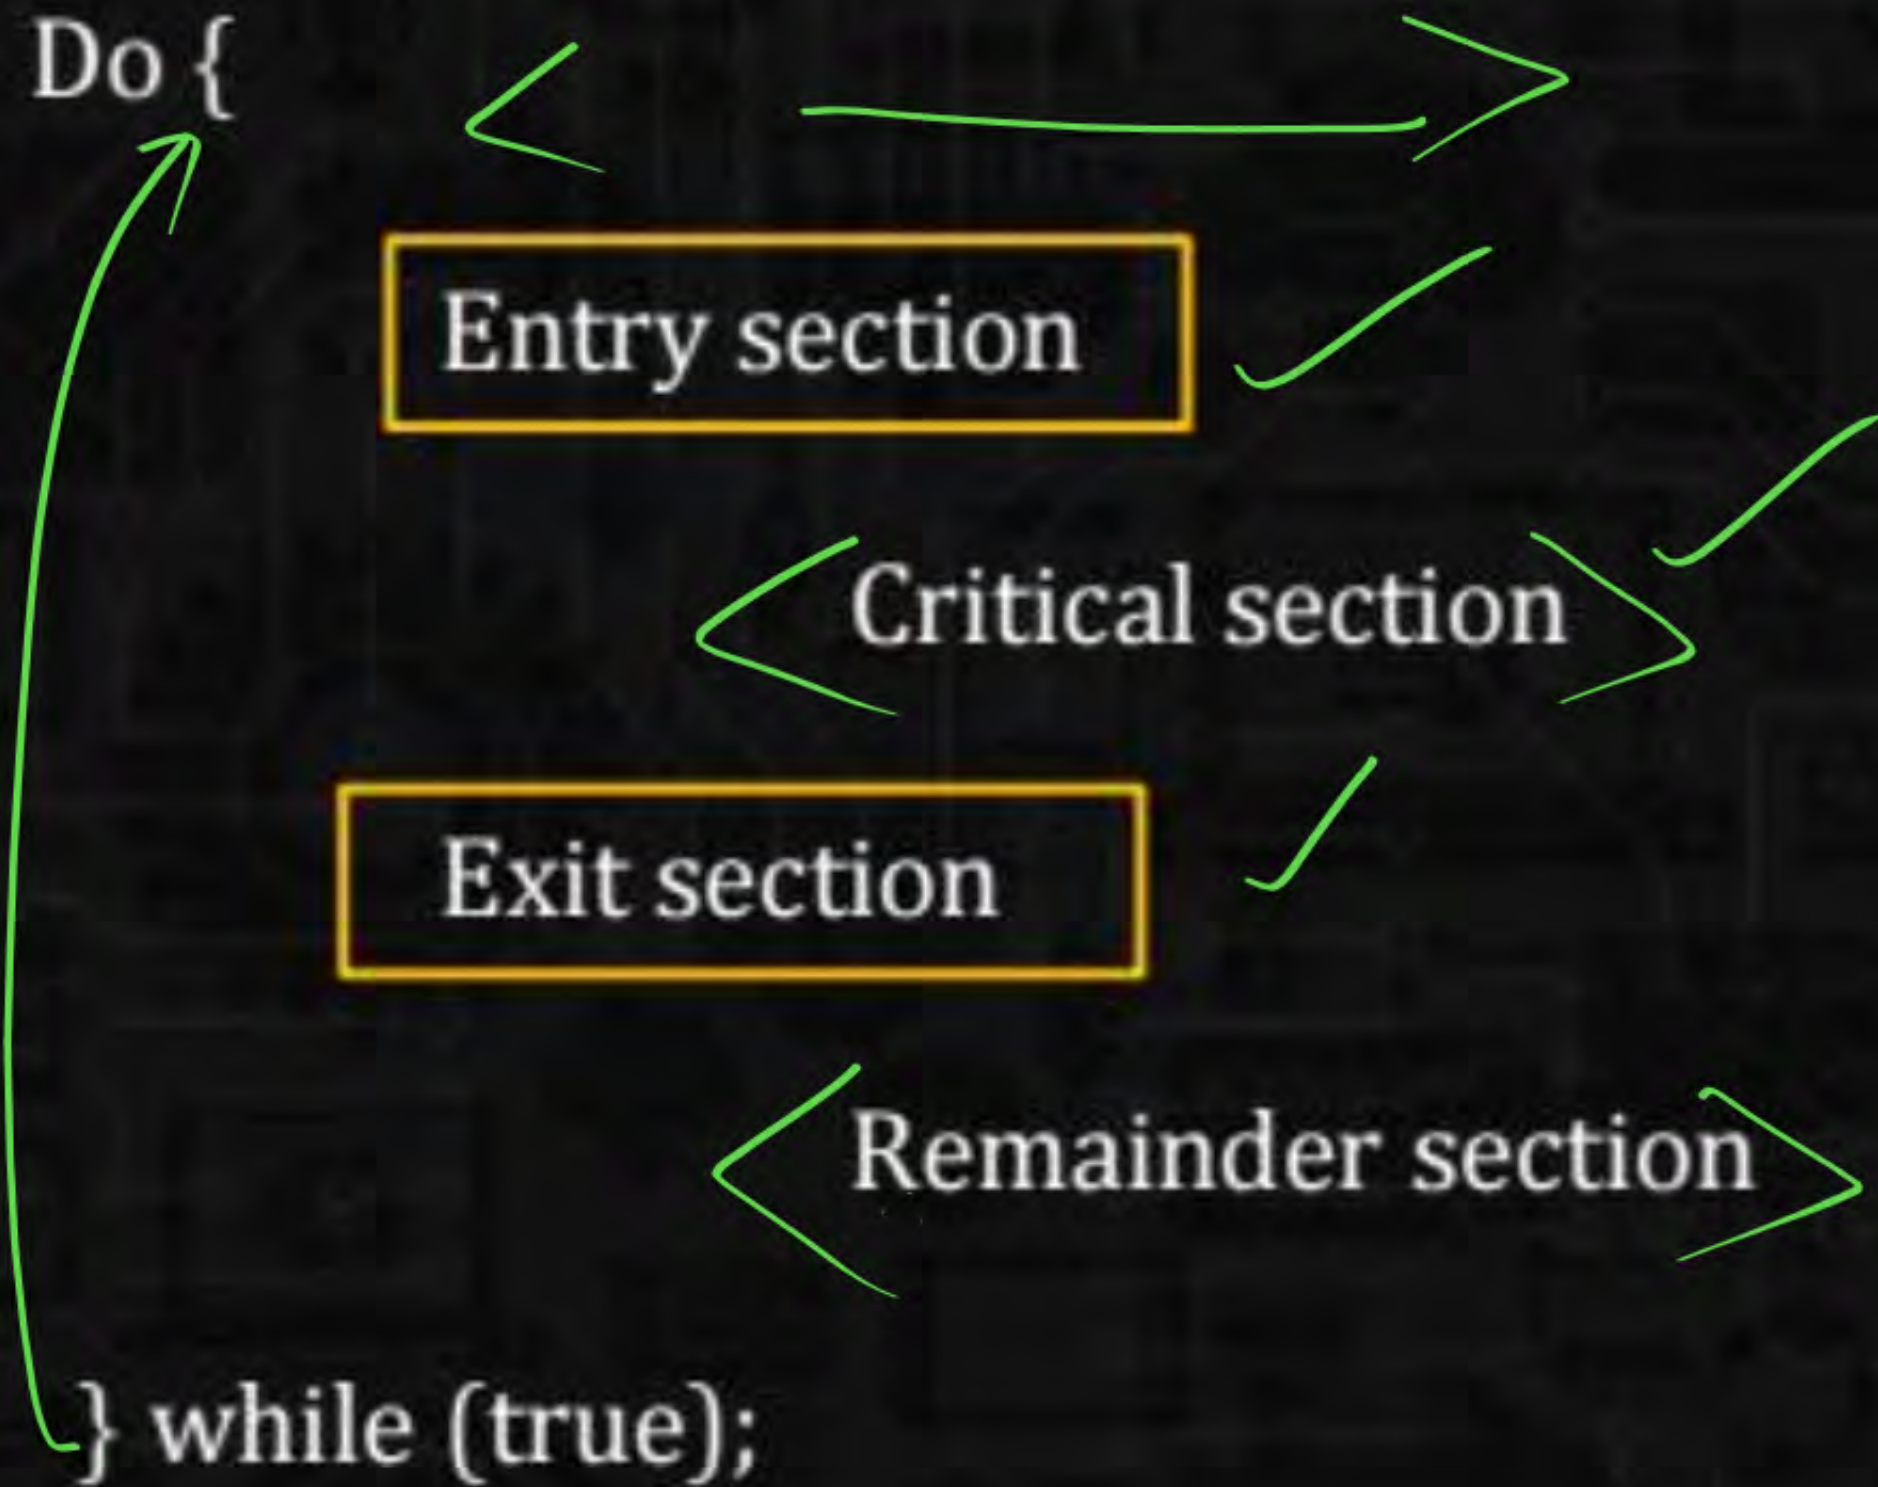 Do {
Entry section
Critical section
Exit section
Remainder section
} while (true);